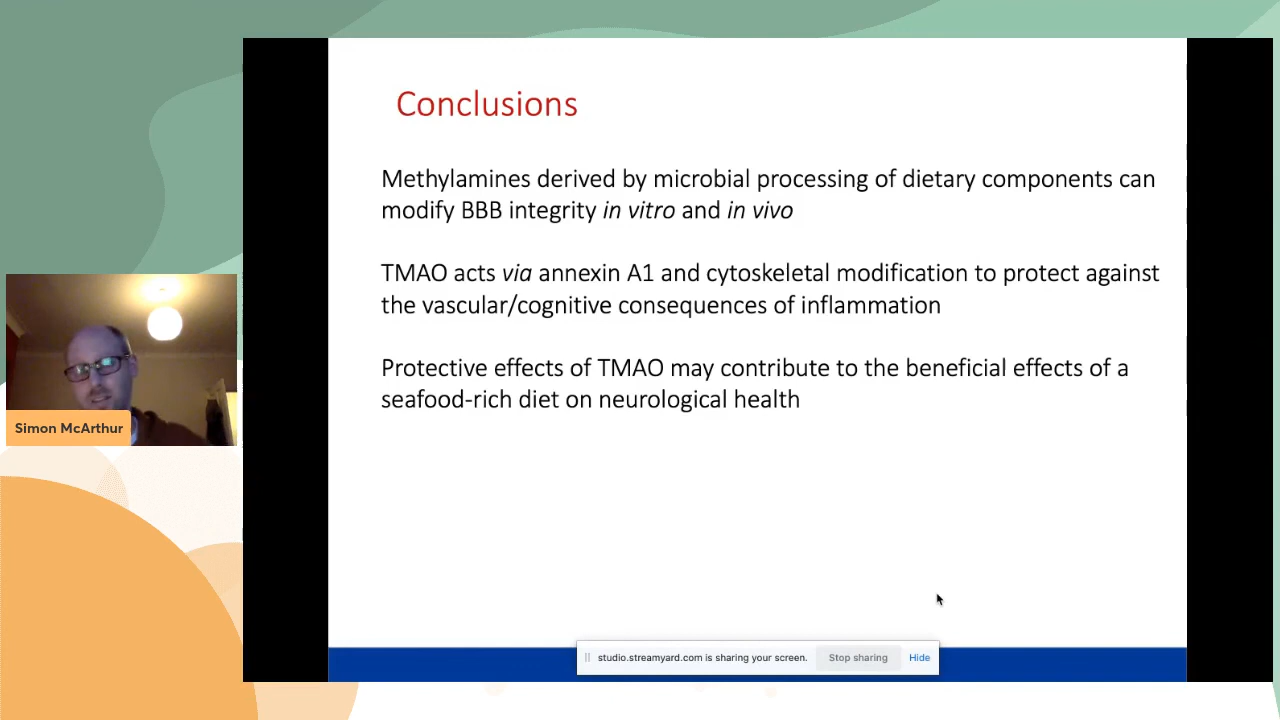 Conclusions
Methylamines derived by microbial processing of dietary components can
modify BBB integrity in vitro and in vivo
TMAO acts via annexin A1 and cytoskeletal modification to protect against
the vascular/cognitive consequences of inflammation
Protective effects of TMAO may contribute to the beneficial effects of a
seafood-rich diet on neurological health
Simon McArthur
studio.streamyard.com is sharing your screen. Stop sharing Hide